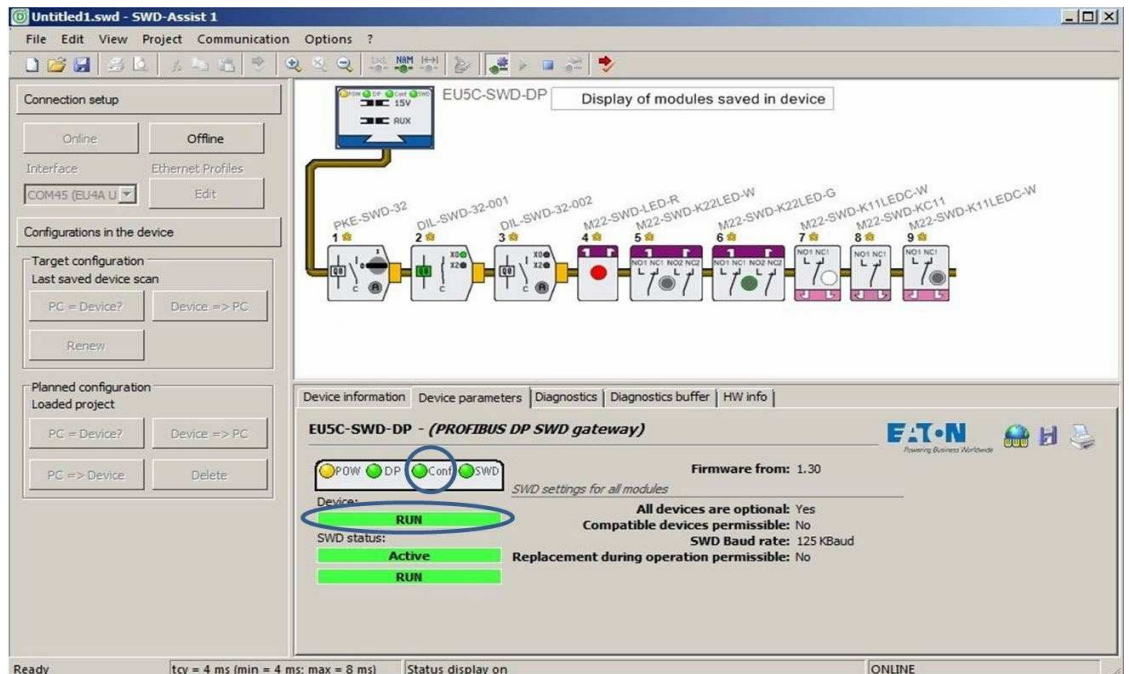 Untitled1.swd - SWD-Assist 1
File Edit View Project Communication Options ?
Connection setup
Online Offline
Interface Ethernet Profiles
COM45 (EU4A U Edit
Configurations in the device
Target configuration
Last saved device scan
PC = Device? Device => PC
Renew
Planned configuration
Loaded project
PC = Device? Device => PC
PC => Device Delete
POW DP Conf SWD
15V
AUX
EU5C-SWD-DP
Display of modules saved in device
PKE-SWD-32
DIL-SWD-32-001
DIL-SWD-32-002
M22-SWD-LED-R
M22-SWD-K22LED-W
M22-SWD-K22LED-G
M22-SWD-K11LEDC-W
M22-SWD-KC11
M22-SWD-K11LEDC-W
1 2 3 4 5 6 7 8 9
Device information Device parameters Diagnostics Diagnostics buffer HW info
EU5C-SWD-DP - (PROFIBUS DP SWD gateway)
EATON
Powering Business Worldwide
POW DP Conf SWD
Firmware from: 1.30
SWD settings for all modules
Device:
RUN
All devices are optional: Yes
Compatible devices permissible: No
SWD status:
SWD Baud rate: 125 KBaud
Active
Replacement during operation permissible: No
RUN
Ready tcy = 4 ms (min = 4 ms; max = 8 ms) Status display on ONLINE